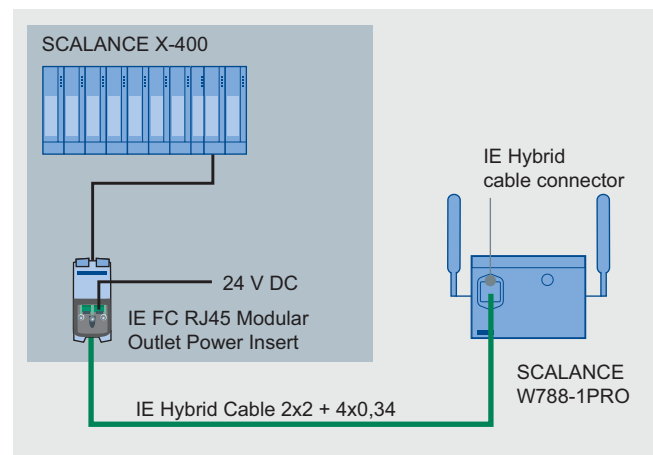 SCALANCE X-400
IE Hybrid
cable connector
24 V DC
IE FC RJ45 Modular
Outlet Power Insert
SCALANCE
W788-1PRO
IE Hybrid Cable 2x2 + 4x0,34